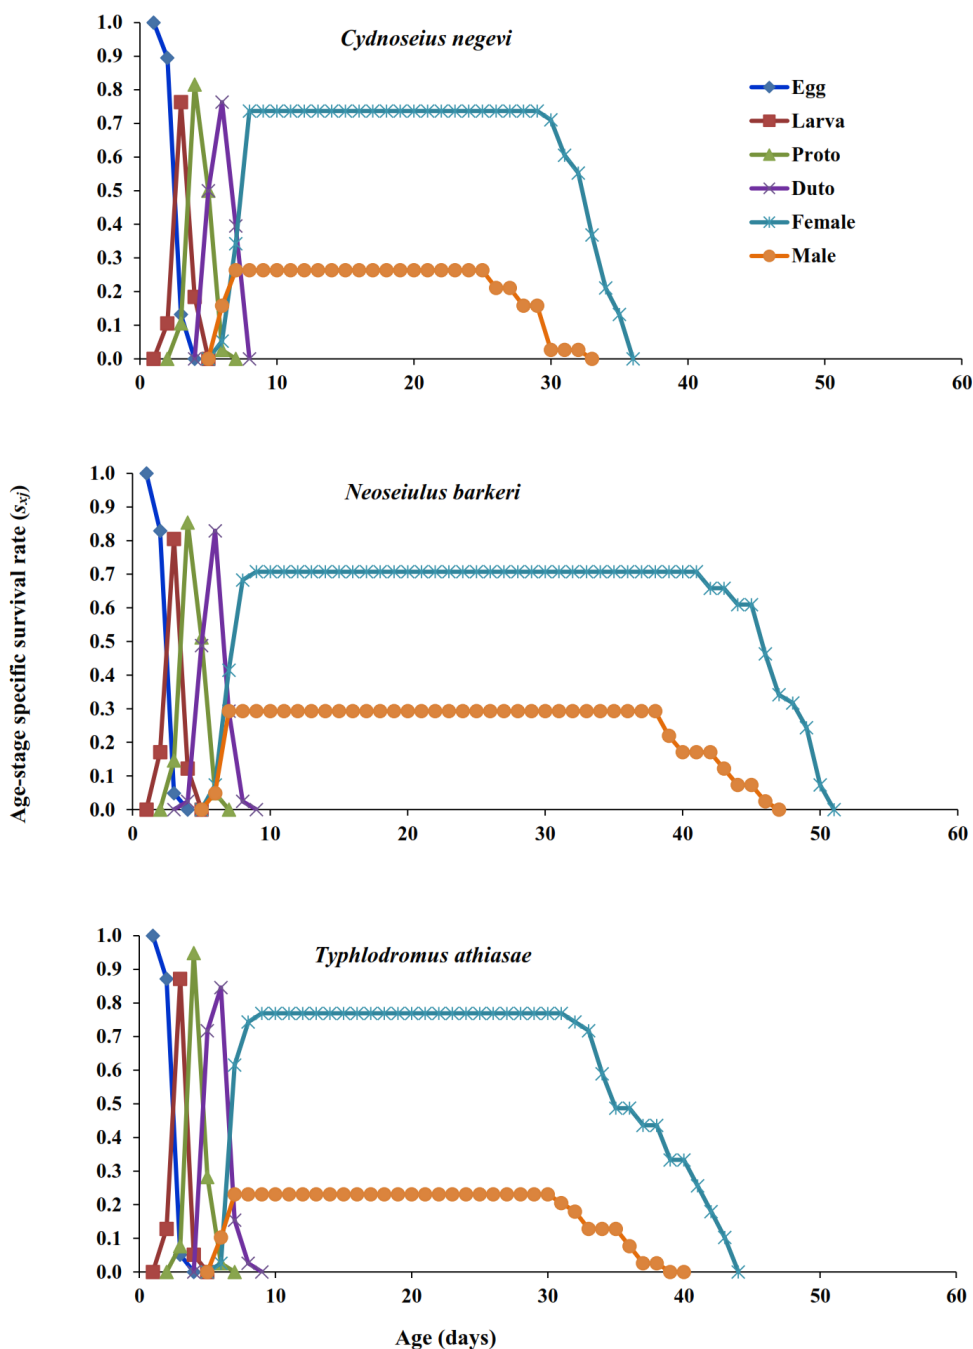 Cydnoseius negevi
1.0
0.9
0.8
0.7
0.6
0.5
0.4
0.3
0.2
0.1
0.0
Egg
Larva
Proto
Duto
Female
Male
0 10 20 30 40 50 60
Age-stage specific survival rate (sxj)
Neoseiulus barkeri
1.0
0.9
0.8
0.7
0.6
0.5
0.4
0.3
0.2
0.1
0.0
0 10 20 30 40 50 60
Typhlodromus athiasae
1.0
0.9
0.8
0.7
0.6
0.5
0.4
0.3
0.2
0.1
0.0
0 10 20 30 40 50 60
Age (days)